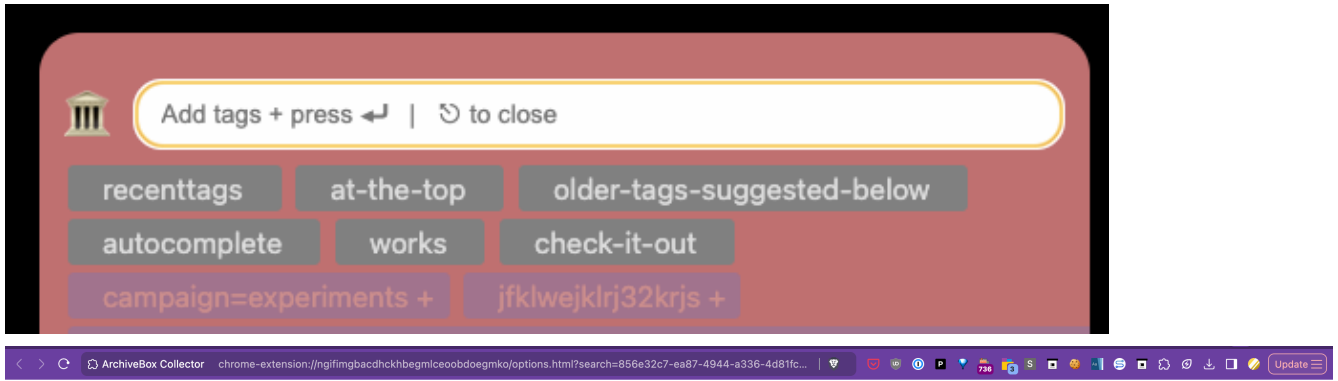 Add tags + press ↵ | ⎋ to close
recenttags at-the-top older-tags-suggested-below
autocomplete works check-it-out
campaign=experiments + jfklwejklrj32krjs +
ArchiveBox Collector chrome-extension://ngifimgbacdhckhbegmlceoobdoegmko/options.html?search=856e32c7-ea87-4944-a336-4d81fc... 736 3 S Update